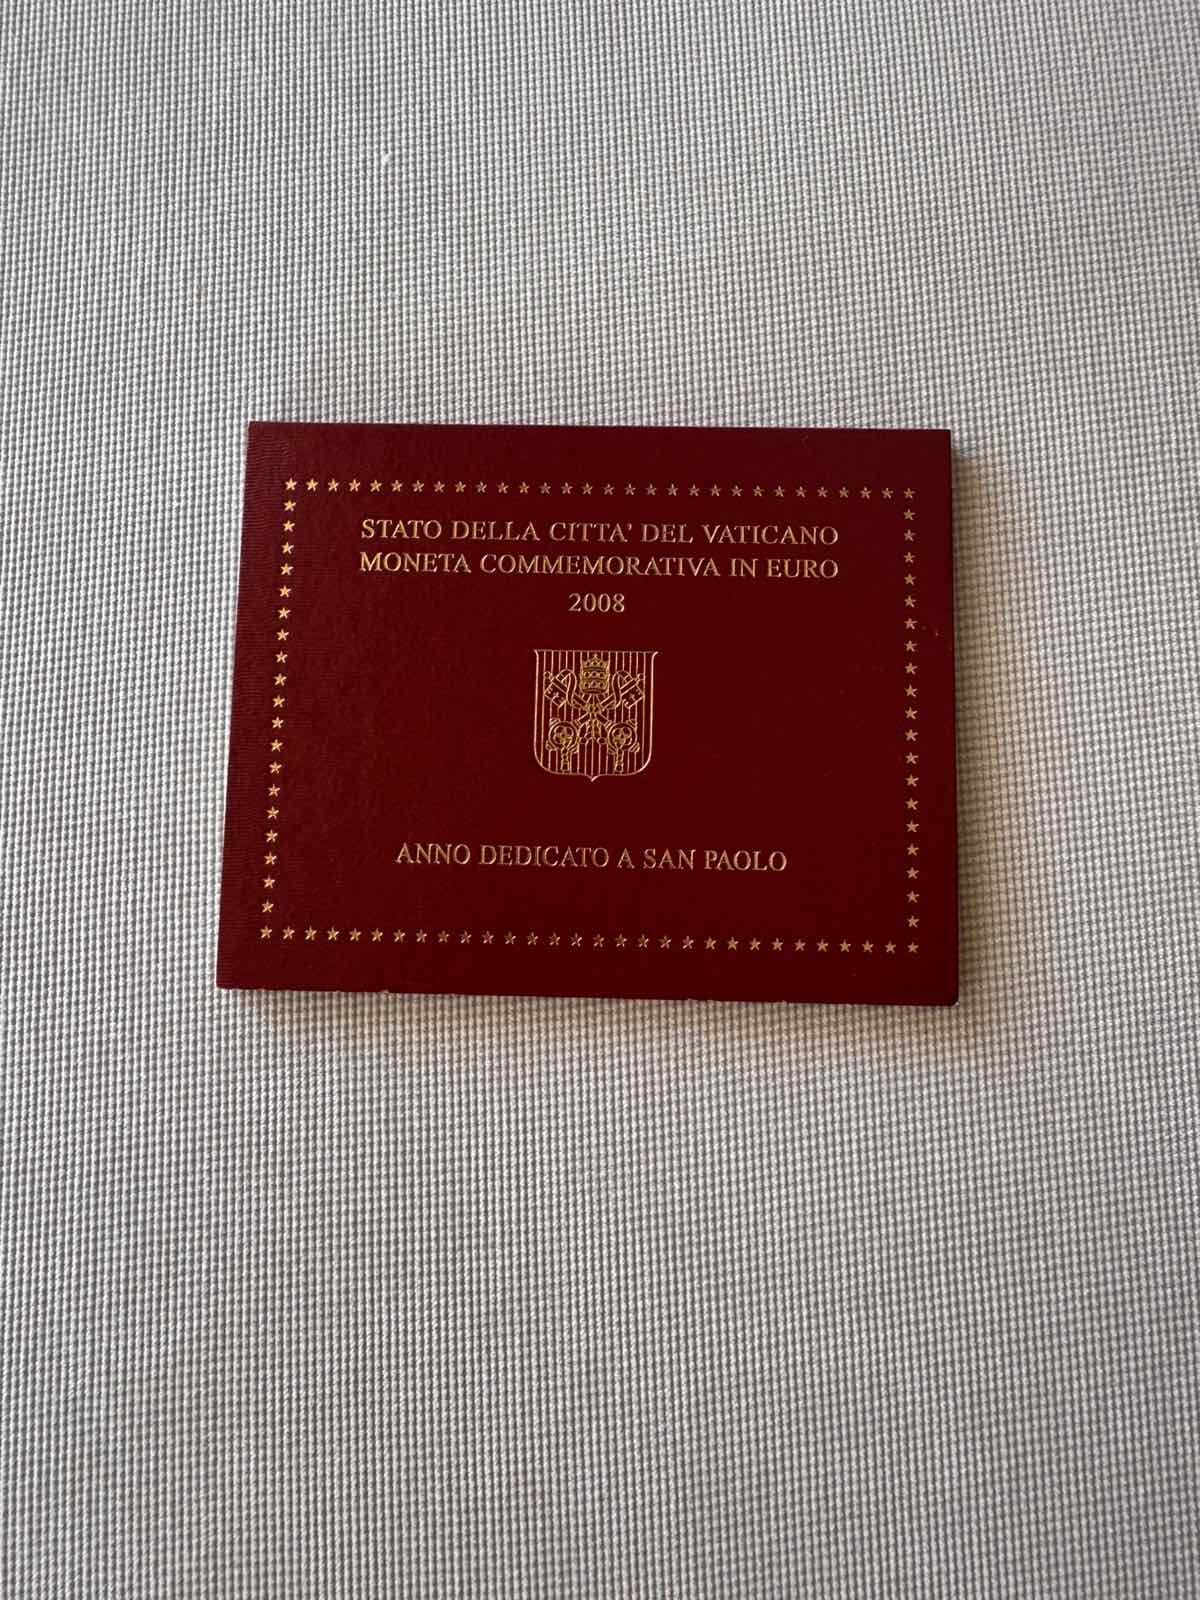 STATO DELLA CITTA' DEL VATICANO
MONETA COMMEMORATIVA IN EURO
2008
ANNO DEDICATO A SAN PAOLO